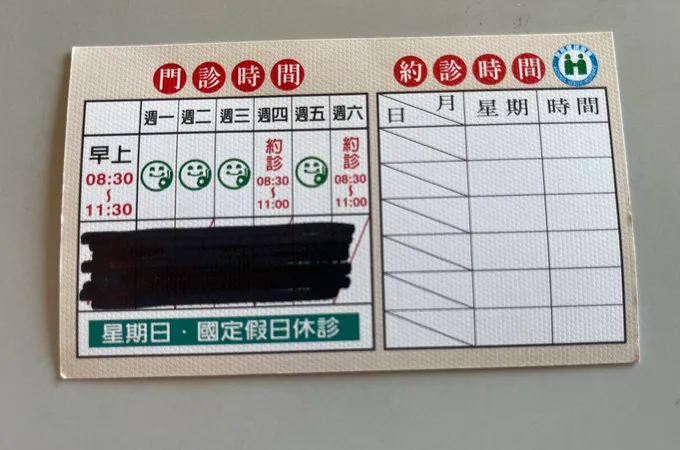 門診時間
週一 週二 週三 週四 週五 週六
早上 08:30 ~ 11:30
約診 08:30 ~ 11:00
約診 08:30 ~ 11:00
星期日·國定假日休診
約診時間
月 日 星期 時間